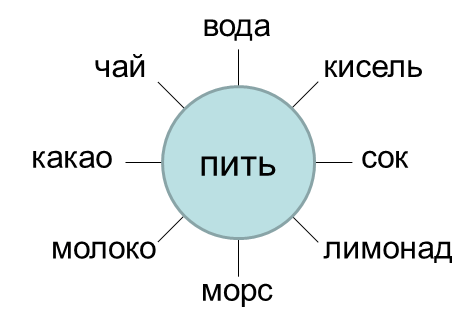 вода
чай
кисель
какао
пить
сок
молоко
лимонад
морс